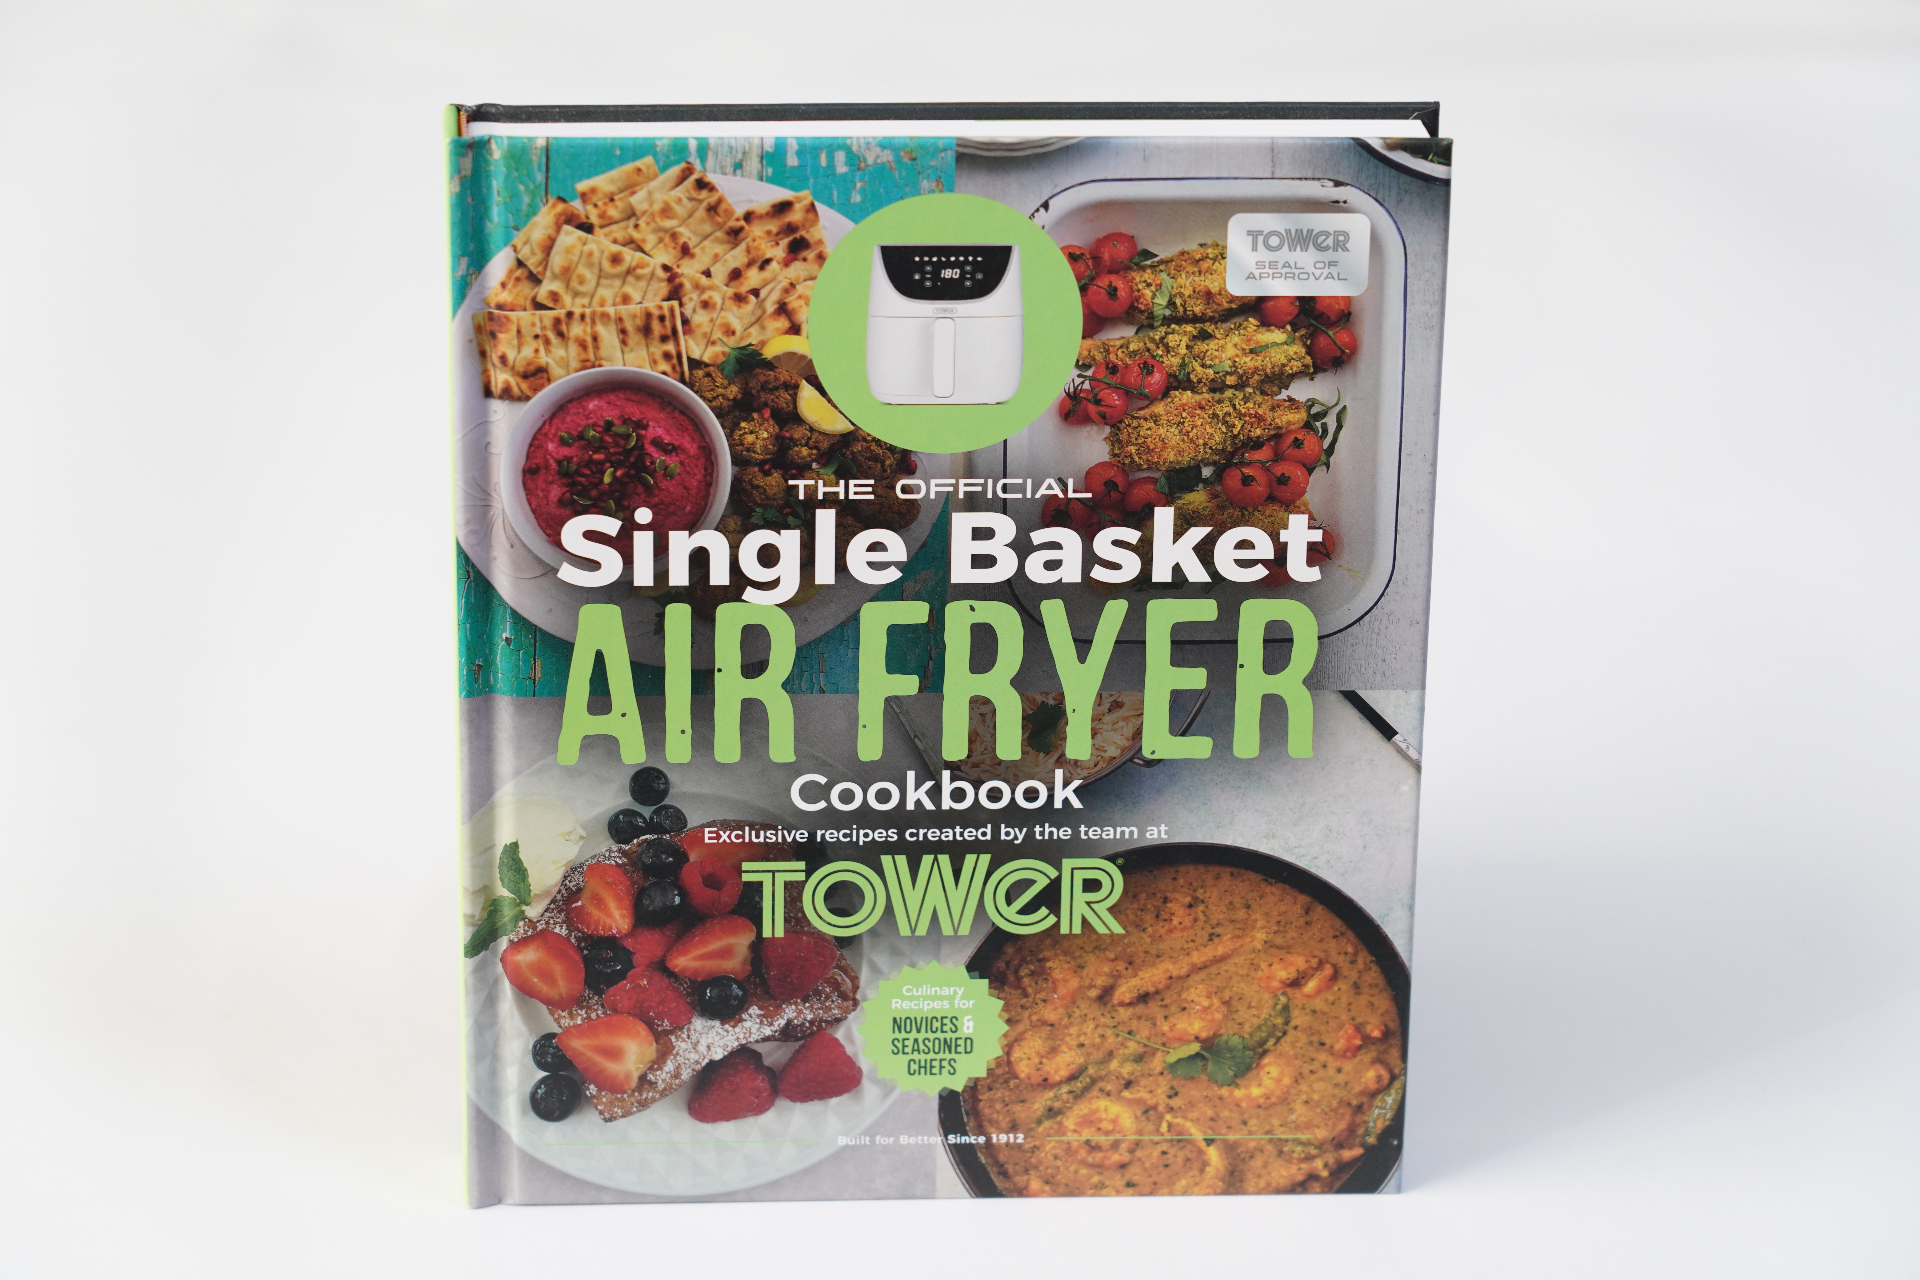 180
TOWER
SEAL OF
APPROVAL
THE OFFICIAL
Single Basket
AIR FRYER
Cookbook
Exclusive recipes created by the team at
TOWER®
Culinary
Recipes for
NOVICES &
SEASONED
CHEFS
Built for Better Since 1912